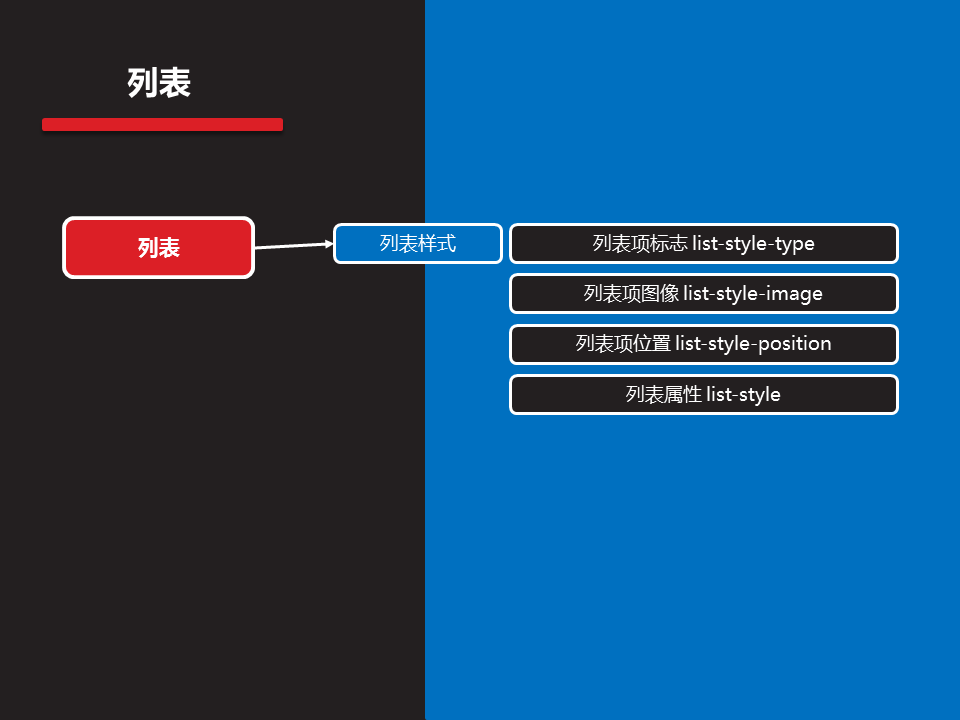 列表
列表
列表样式
列表项标志 list-style-type
列表项图像 list-style-image
列表项位置 list-style-position
列表属性 list-style